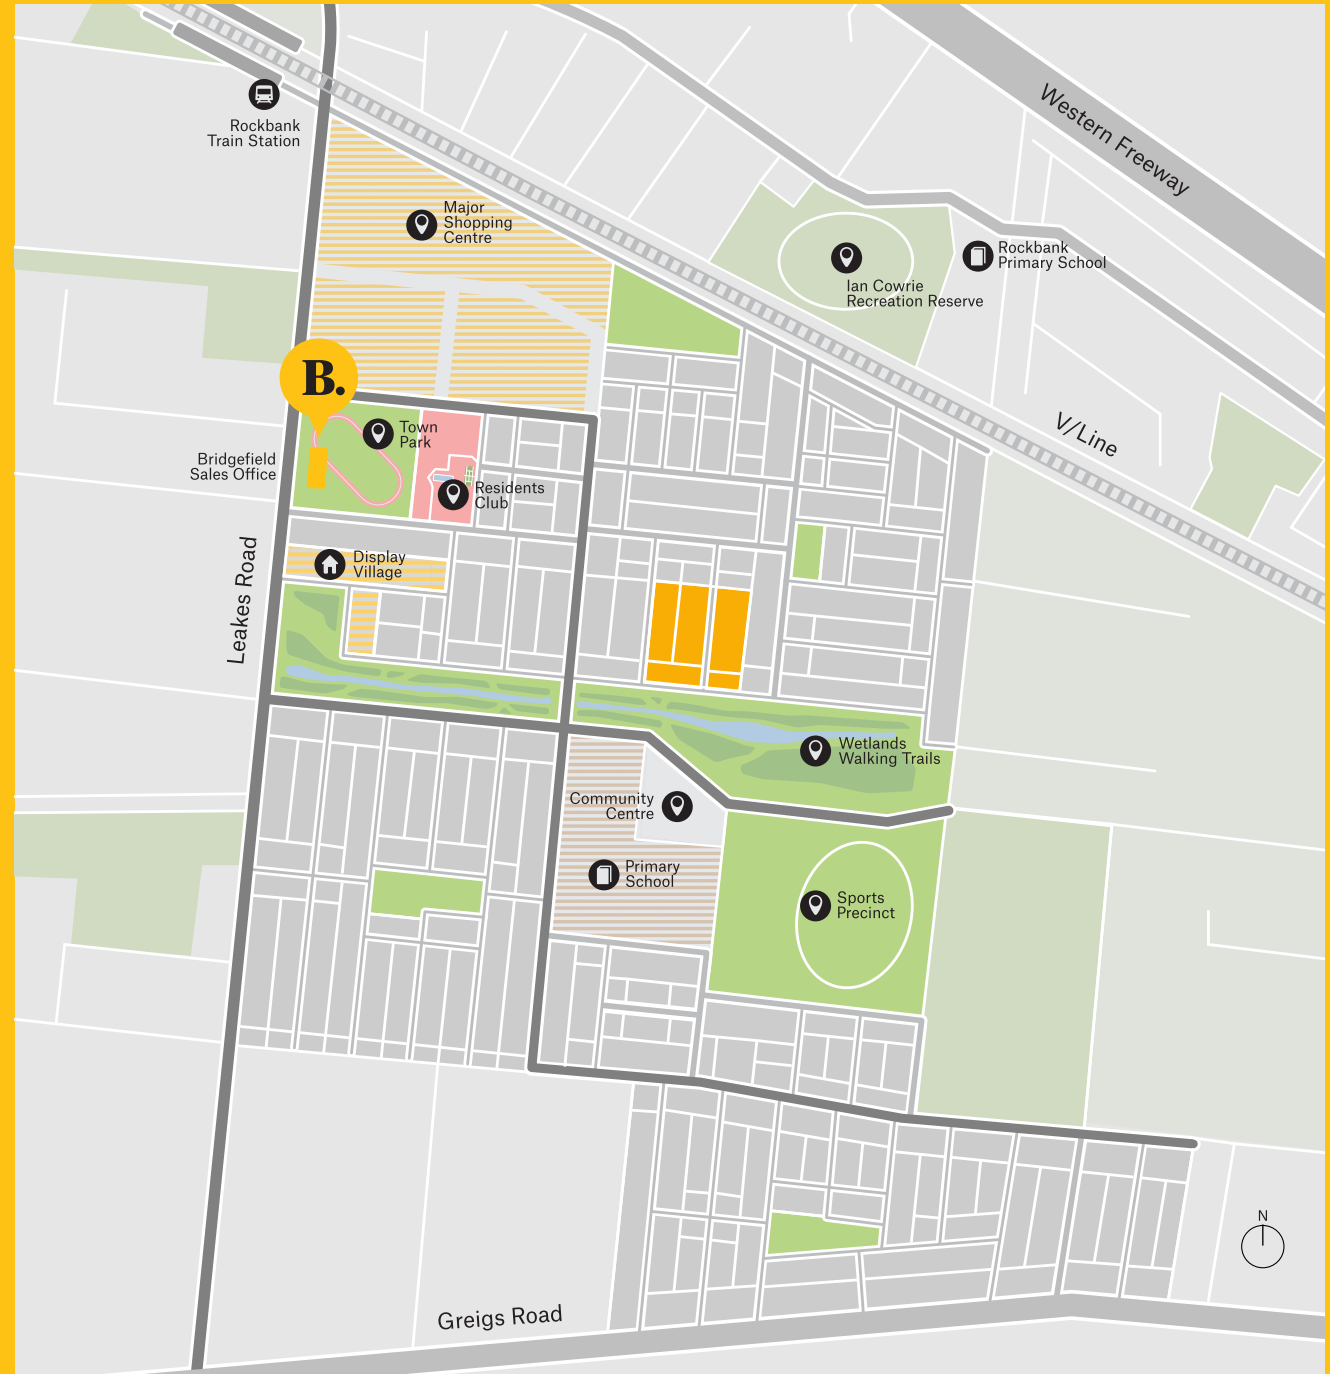 Western Freeway
Rockbank
Train Station
Major
Shopping
Centre
Rockbank
Primary School
Ian Cowrie
Recreation Reserve
B.
V/Line
Town
Park
Bridgefield
Sales Office
Residents
Club
Display
Village
Leakes Road
Wetlands
Walking Trails
Community
Centre
Primary
School
Sports
Precinct
N
Greigs Road